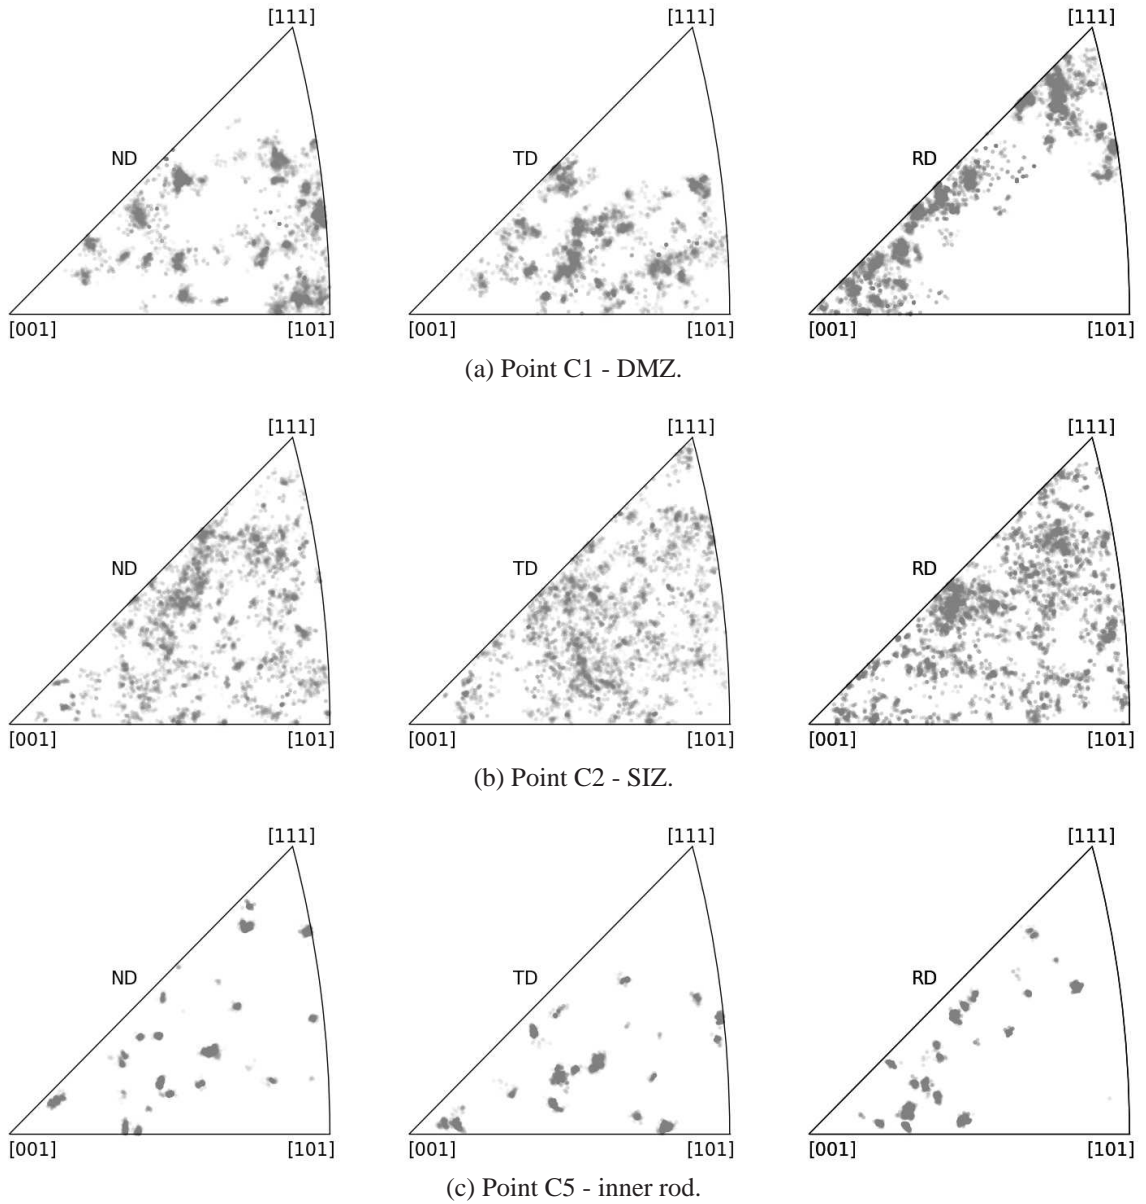 [111] [111] [111]
ND TD RD
[001] [101] [001] [101] [001] [101]
(a) Point C1 - DMZ.
[111] [111] [111]
ND TD RD
[001] [101] [001] [101] [001] [101]
(b) Point C2 - SIZ.
[111] [111] [111]
ND TD RD
[001] [101] [001] [101] [001] [101]
(c) Point C5 - inner rod.